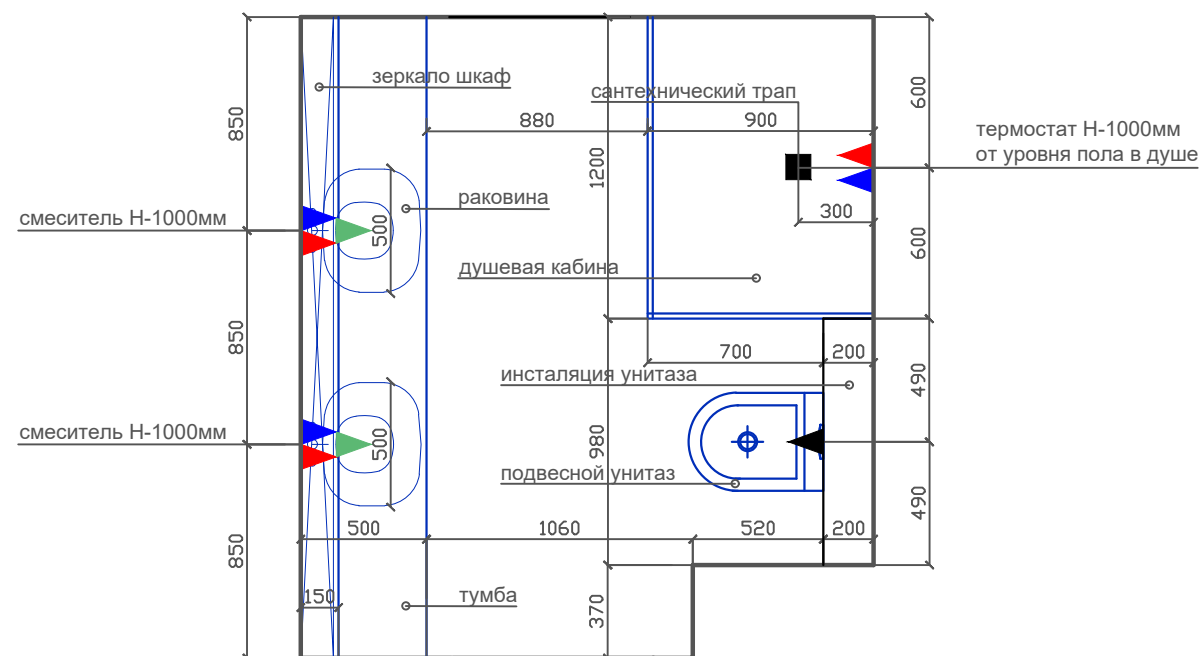 зеркало шкаф
сантехнический трап
600
850
880
900
термостат H-1000мм
от уровня пола в душе
1200
раковина
300
смеситель H-1000мм
500
600
душевая кабина
850
700
200
инсталяция унитаза
490
смеситель H-1000мм
500
980
подвесной унитаз
490
500
1060
520
200
850
150
тумба
370